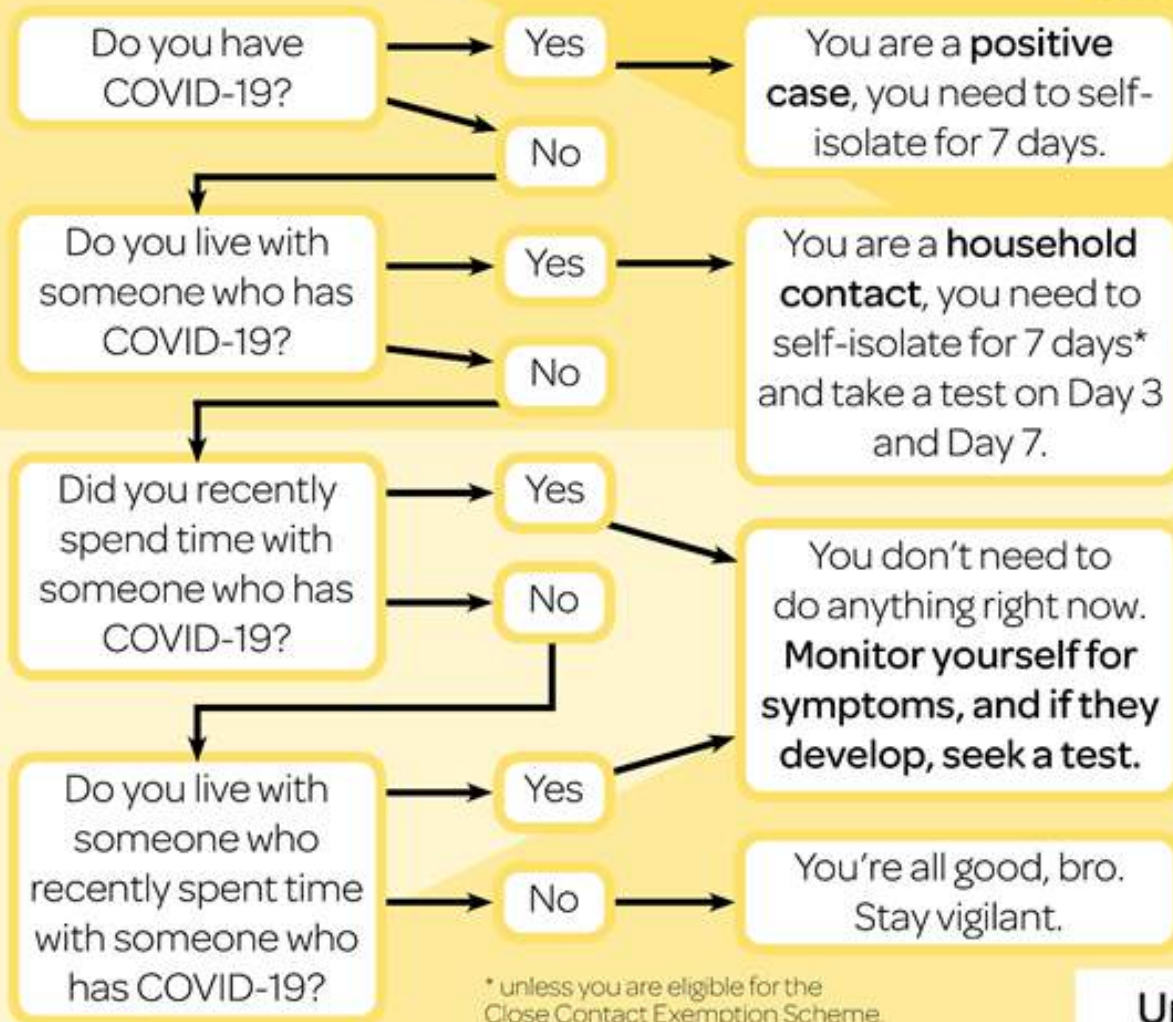 Do you have
COVID-19?
Yes
You are a positive
case, you need to self-
isolate for 7 days.
No
Do you live with
someone who has
COVID-19?
Yes
You are a household
contact, you need to
self-isolate for 7 days*
and take a test on Day 3
and Day 7.
No
Did you recently
spend time with
someone who has
COVID-19?
Yes
No
You don't need to
do anything right now.
Monitor yourself for
symptoms, and if they
develop, seek a test.
Do you live with
someone who
recently spent time
with someone who
has COVID-19?
Yes
No
You're all good, bro.
Stay vigilant.
* unless you are eligible for the
Close Contact Exemption Scheme.